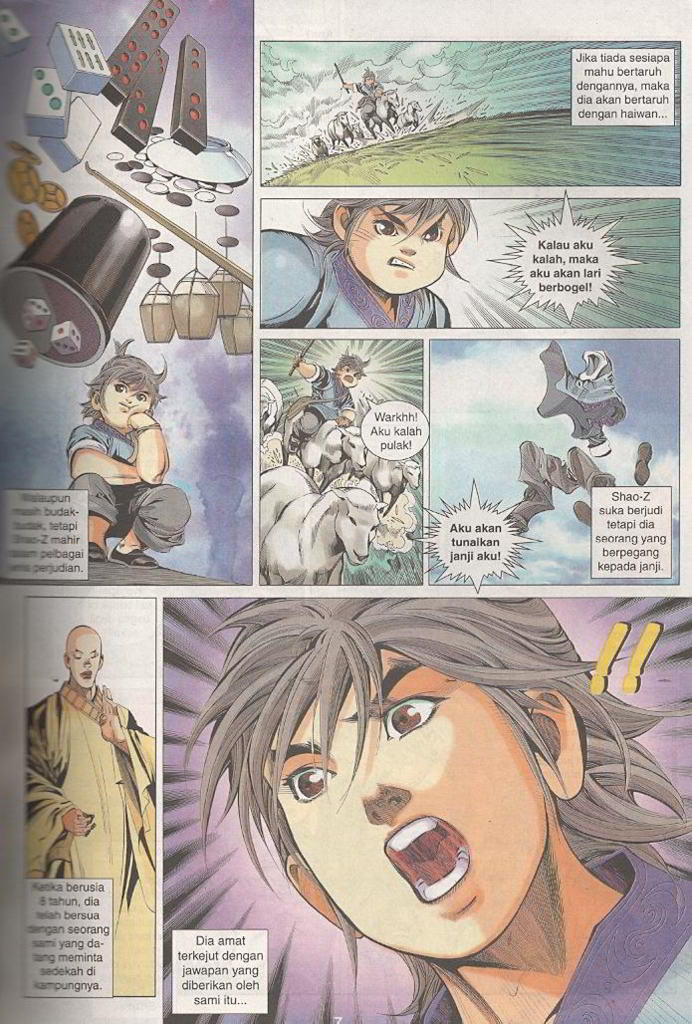 Walaupun
masih budak-
budak, tetapi
Shao-Z mahir
dalam pelbagai
jenis perjudian.
Jika tiada sesiapa
mahu bertaruh
dengannya, maka
dia akan bertaruh
dengan haiwan...
Kalau aku
kalah, maka
aku akan lari
berbogel!
Warkhh!
Aku kalah
pulak!
Aku akan
tunaikan
janji aku!
Shao-Z
suka berjudi
tetapi dia
seorang yang
berpegang
kepada janji.
Ketika berusia
8 tahun, dia
telah bersua
dengan seorang
sami yang da-
tang meminta
sedekah di
kampungnya.
!!
Dia amat
terkejut dengan
jawapan yang
diberikan oleh
sami itu...
7